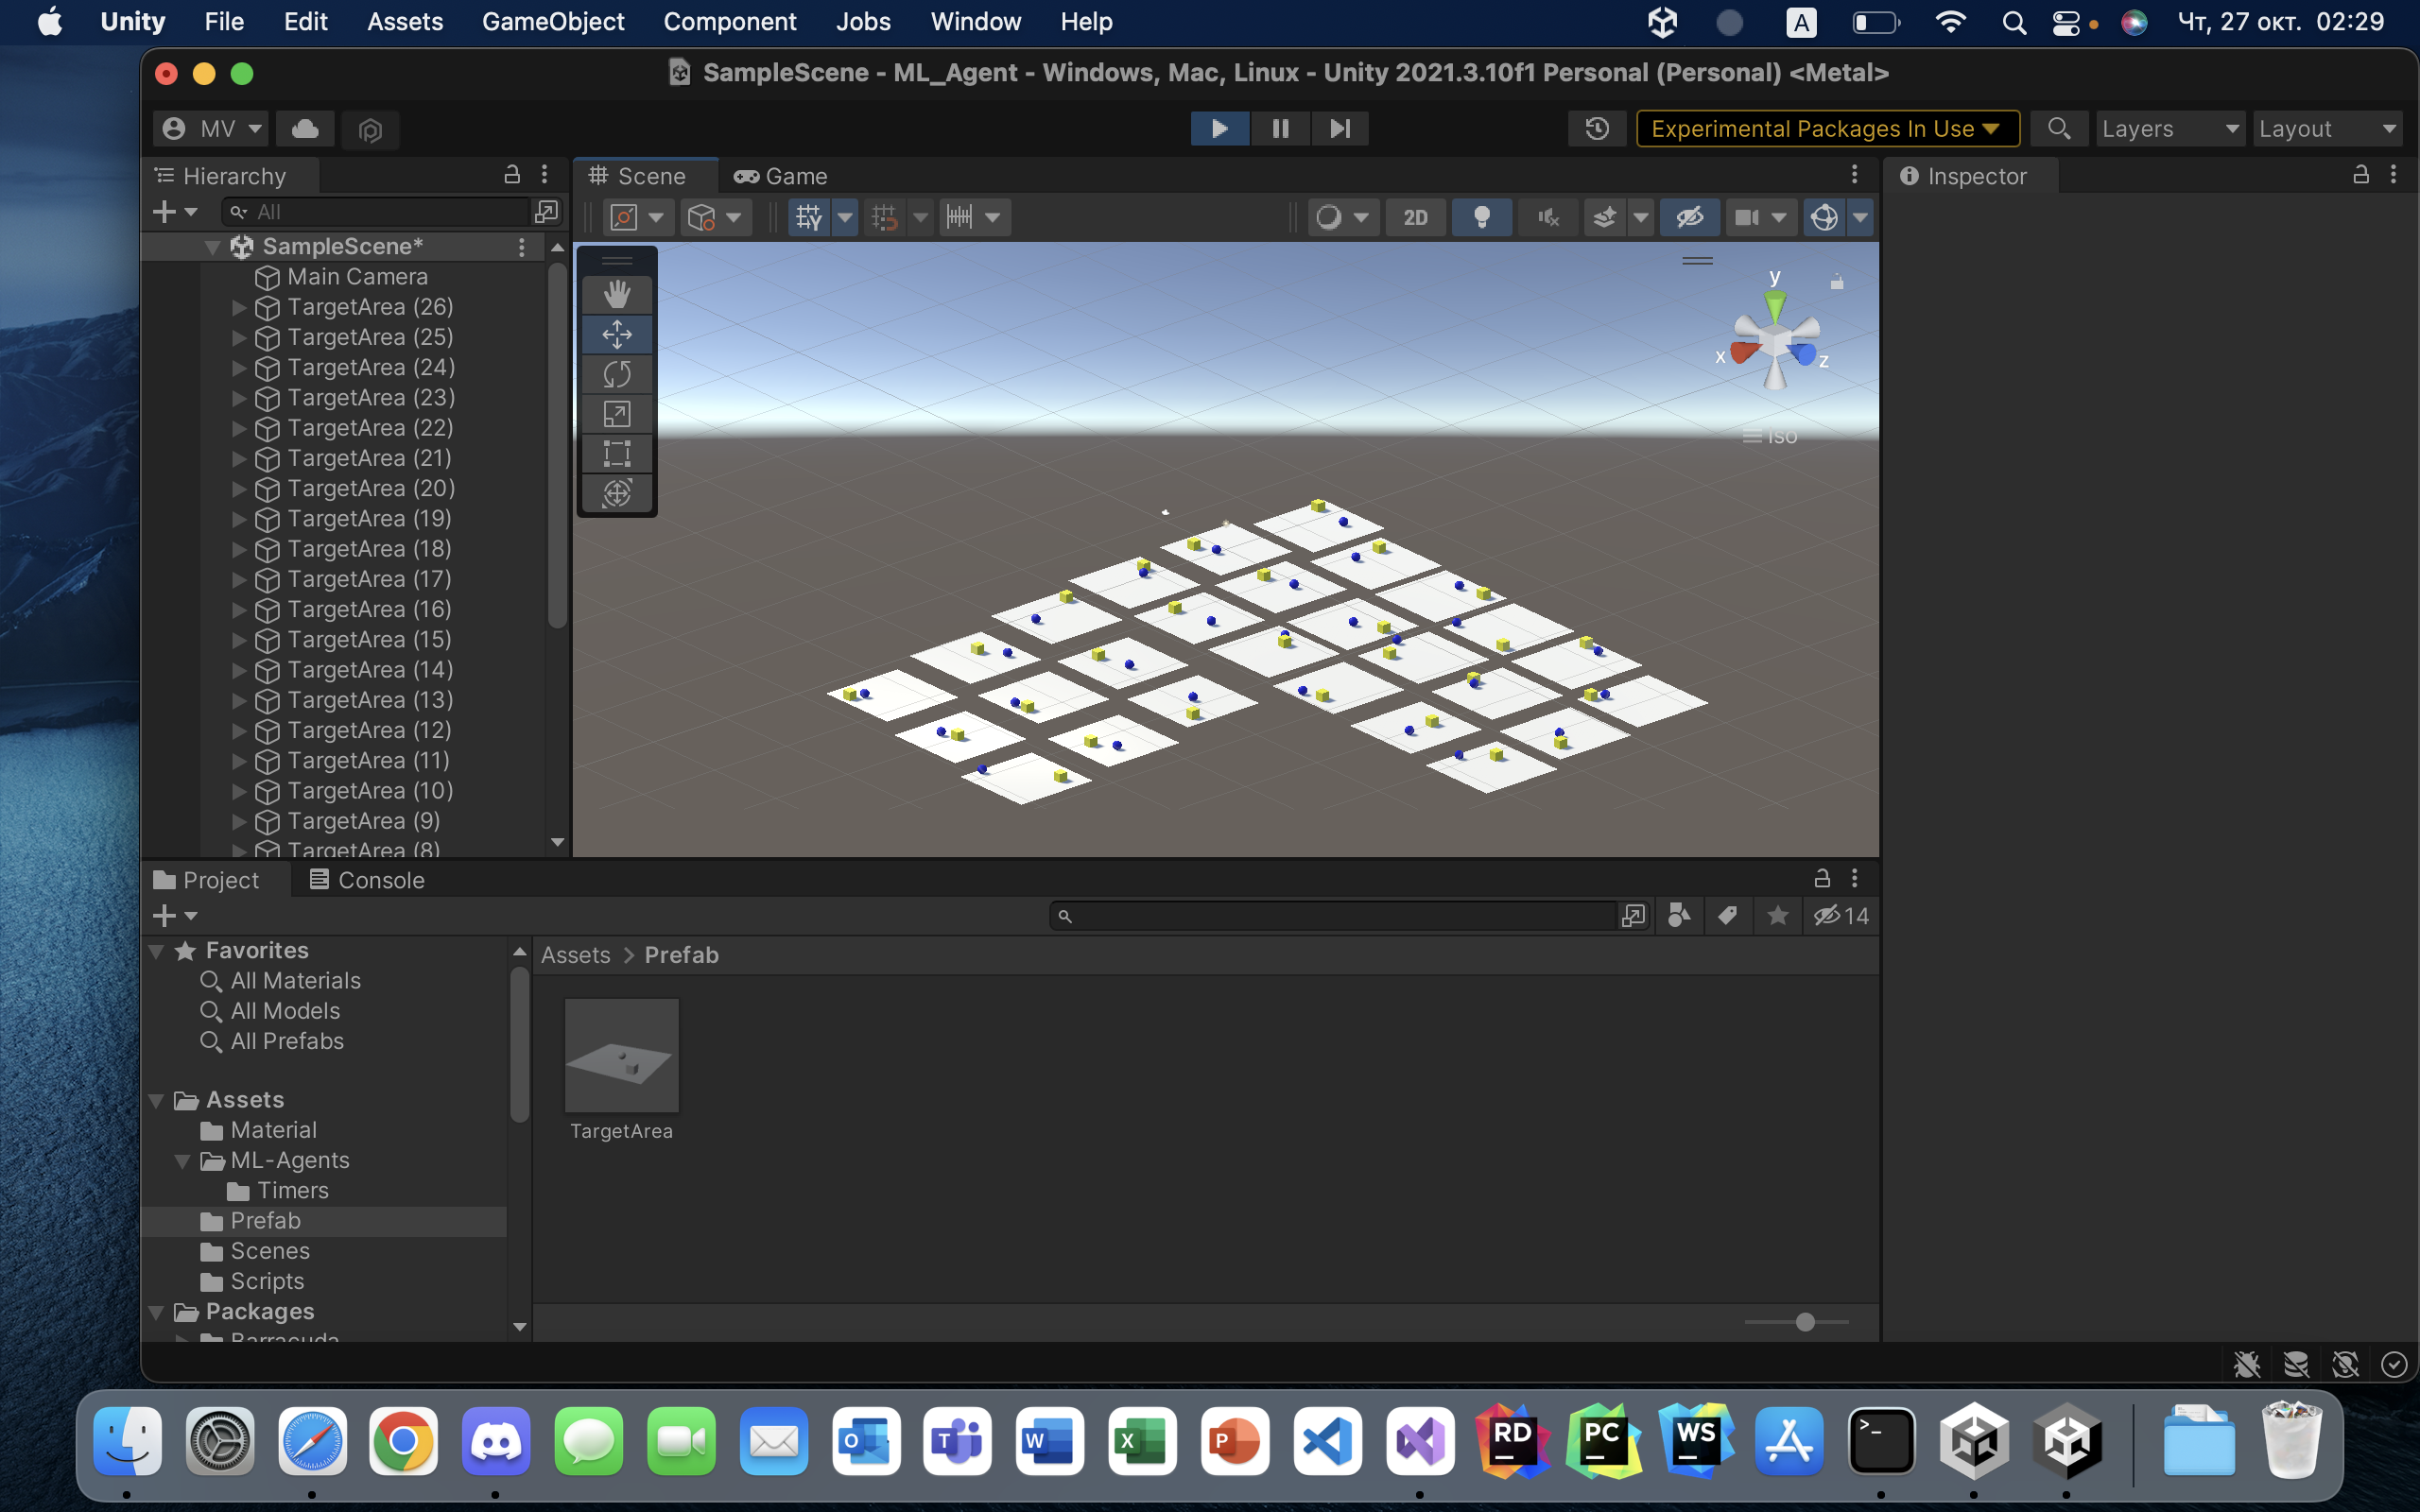 Unity File Edit Assets GameObject Component Jobs Window Help A Чт, 27 окт. 02:29
SampleScene - ML_Agent - Windows, Mac, Linux - Unity 2021.3.10f1 Personal (Personal) <Metal>
MV Experimental Packages In Use Layers Layout
Hierarchy
All
SampleScene*
Main Camera
TargetArea (26)
TargetArea (25)
TargetArea (24)
TargetArea (23)
TargetArea (22)
TargetArea (21)
TargetArea (20)
TargetArea (19)
TargetArea (18)
TargetArea (17)
TargetArea (16)
TargetArea (15)
TargetArea (14)
TargetArea (13)
TargetArea (12)
TargetArea (11)
TargetArea (10)
TargetArea (9)
TargetArea (8)
Scene Game
2D
y
x
z
Iso
Inspector
Project Console
14
Favorites
All Materials
All Models
All Prefabs
Assets
Material
ML-Agents
Timers
Prefab
Scenes
Scripts
Packages
Barracuda
Assets > Prefab
TargetArea
O T W X P RD PC WS >_